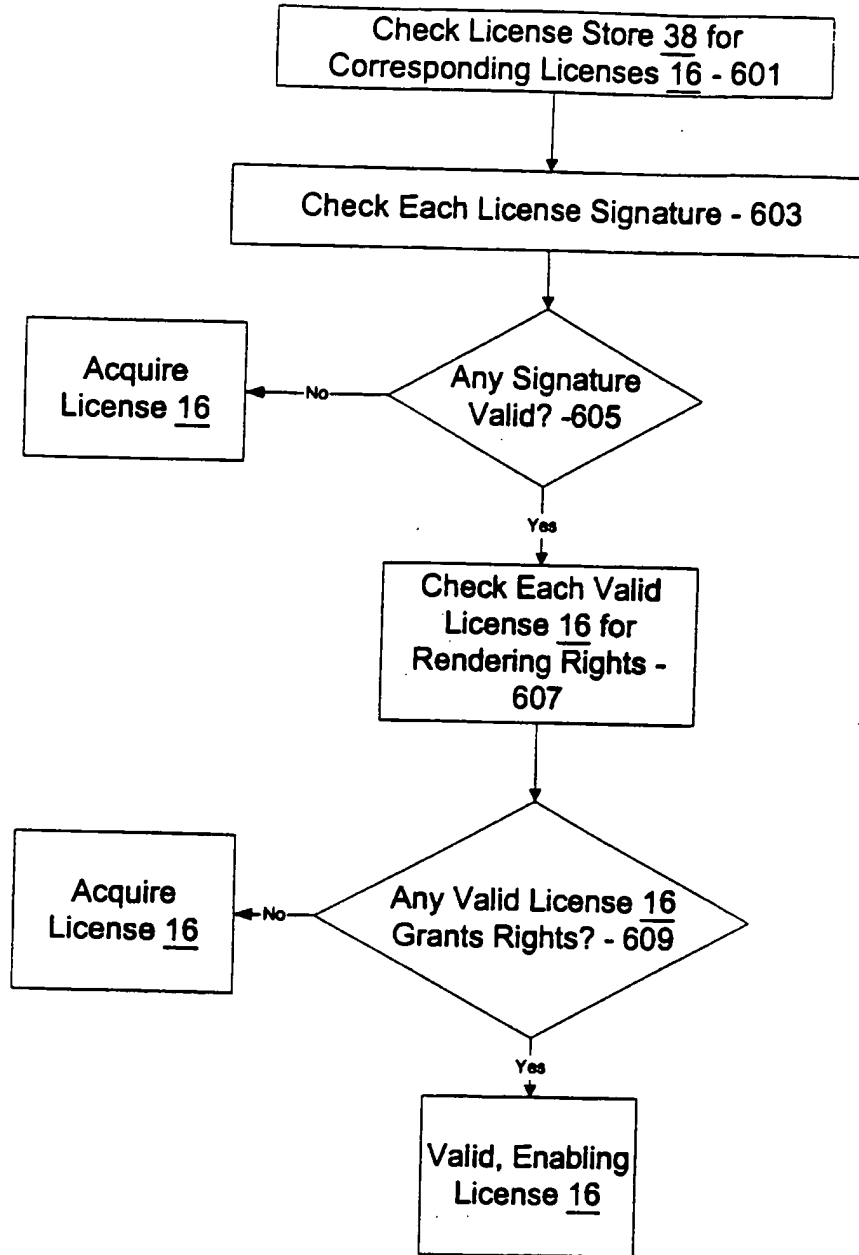 Check License Store 38 for
Corresponding Licenses 16 - 601
Check Each License Signature - 603
Acquire
License 16
No
Any Signature
Valid? -605
Yes
Check Each Valid
License 16 for
Rendering Rights -
607
Acquire
License 16
No
Any Valid License 16
Grants Rights? - 609
Yes
Valid, Enabling
License 16